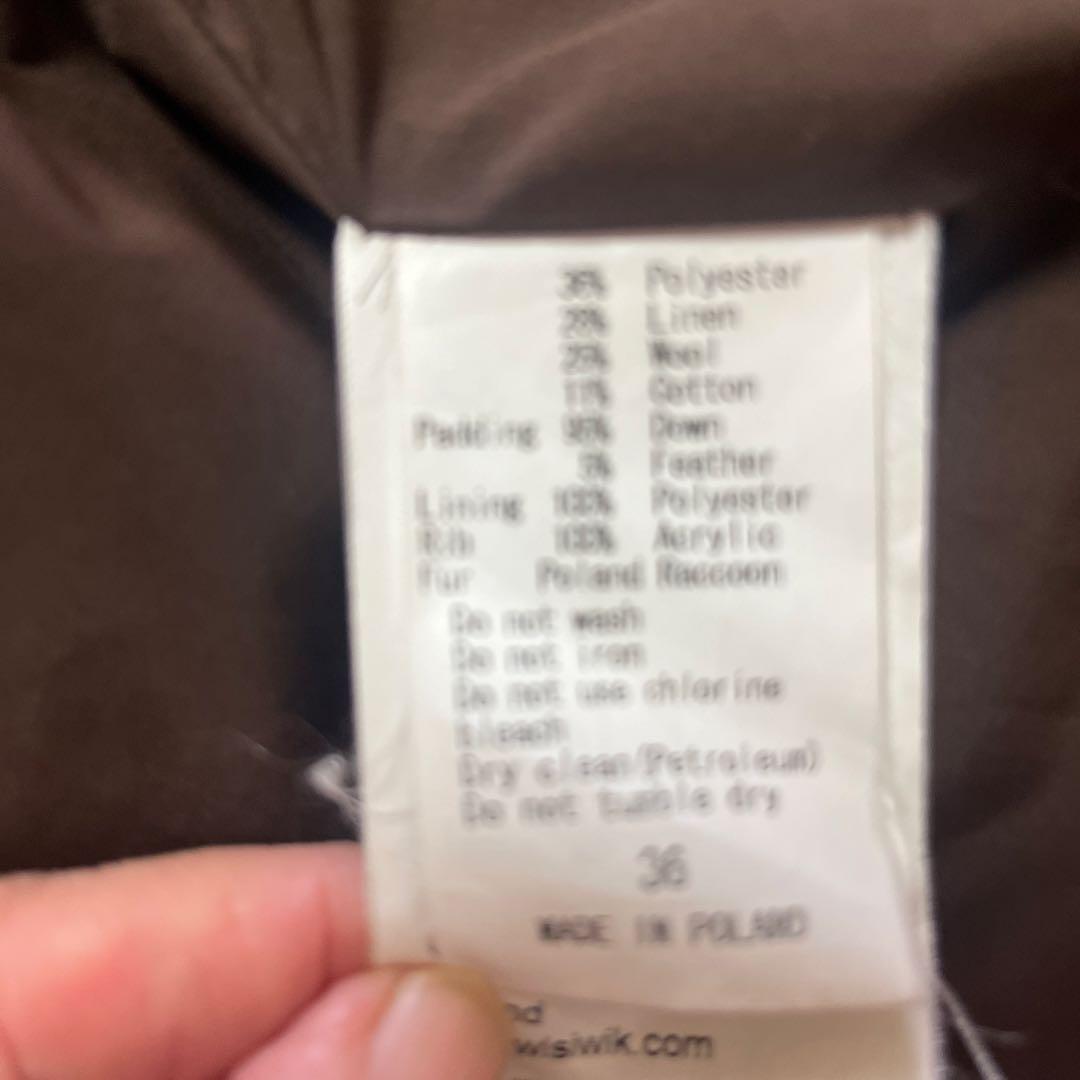 36% Polyester
28% Linen
25% Wool
11% Cotton
Padding 95% Down
5% Feather
Lining 100% Polyester
Rib 100% Acrylic
Fur Poland Raccoon
Do not wash
Do not iron
Do not use chlorine
bleach
Dry clean(Petroleum)
Do not tumble dry
36
MADE IN POLAND
wisiwik.com